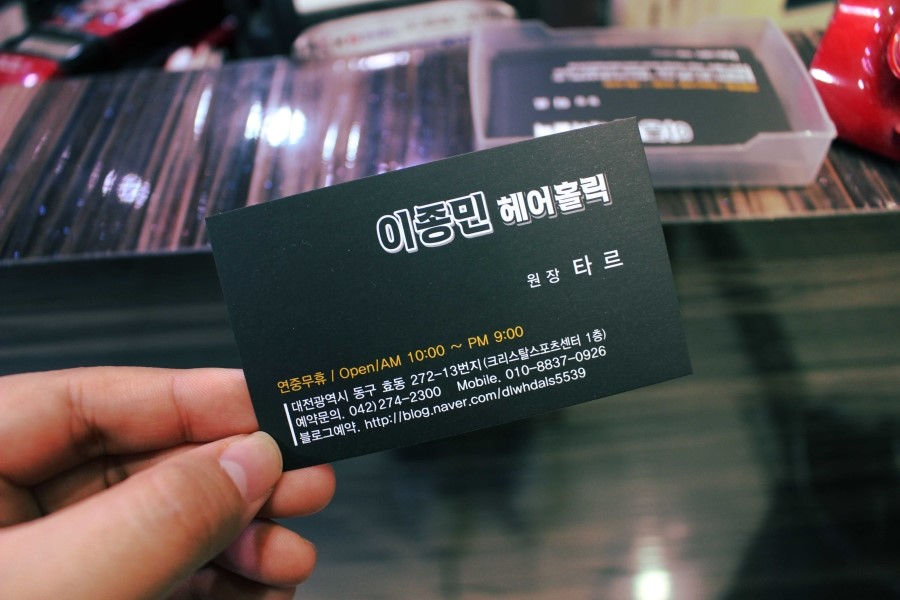 이종민 헤어홀릭
원장 타르
연중무휴 / Open/AM 10:00 ~ PM 9:00
대전광역시 동구 효동 272-13번지(크리스탈스포츠센터 1층)
예약문의. 042)274-2300 Mobile. 010-8837-0926
블로그예약. http://blog.naver.com/dlwhdals5539